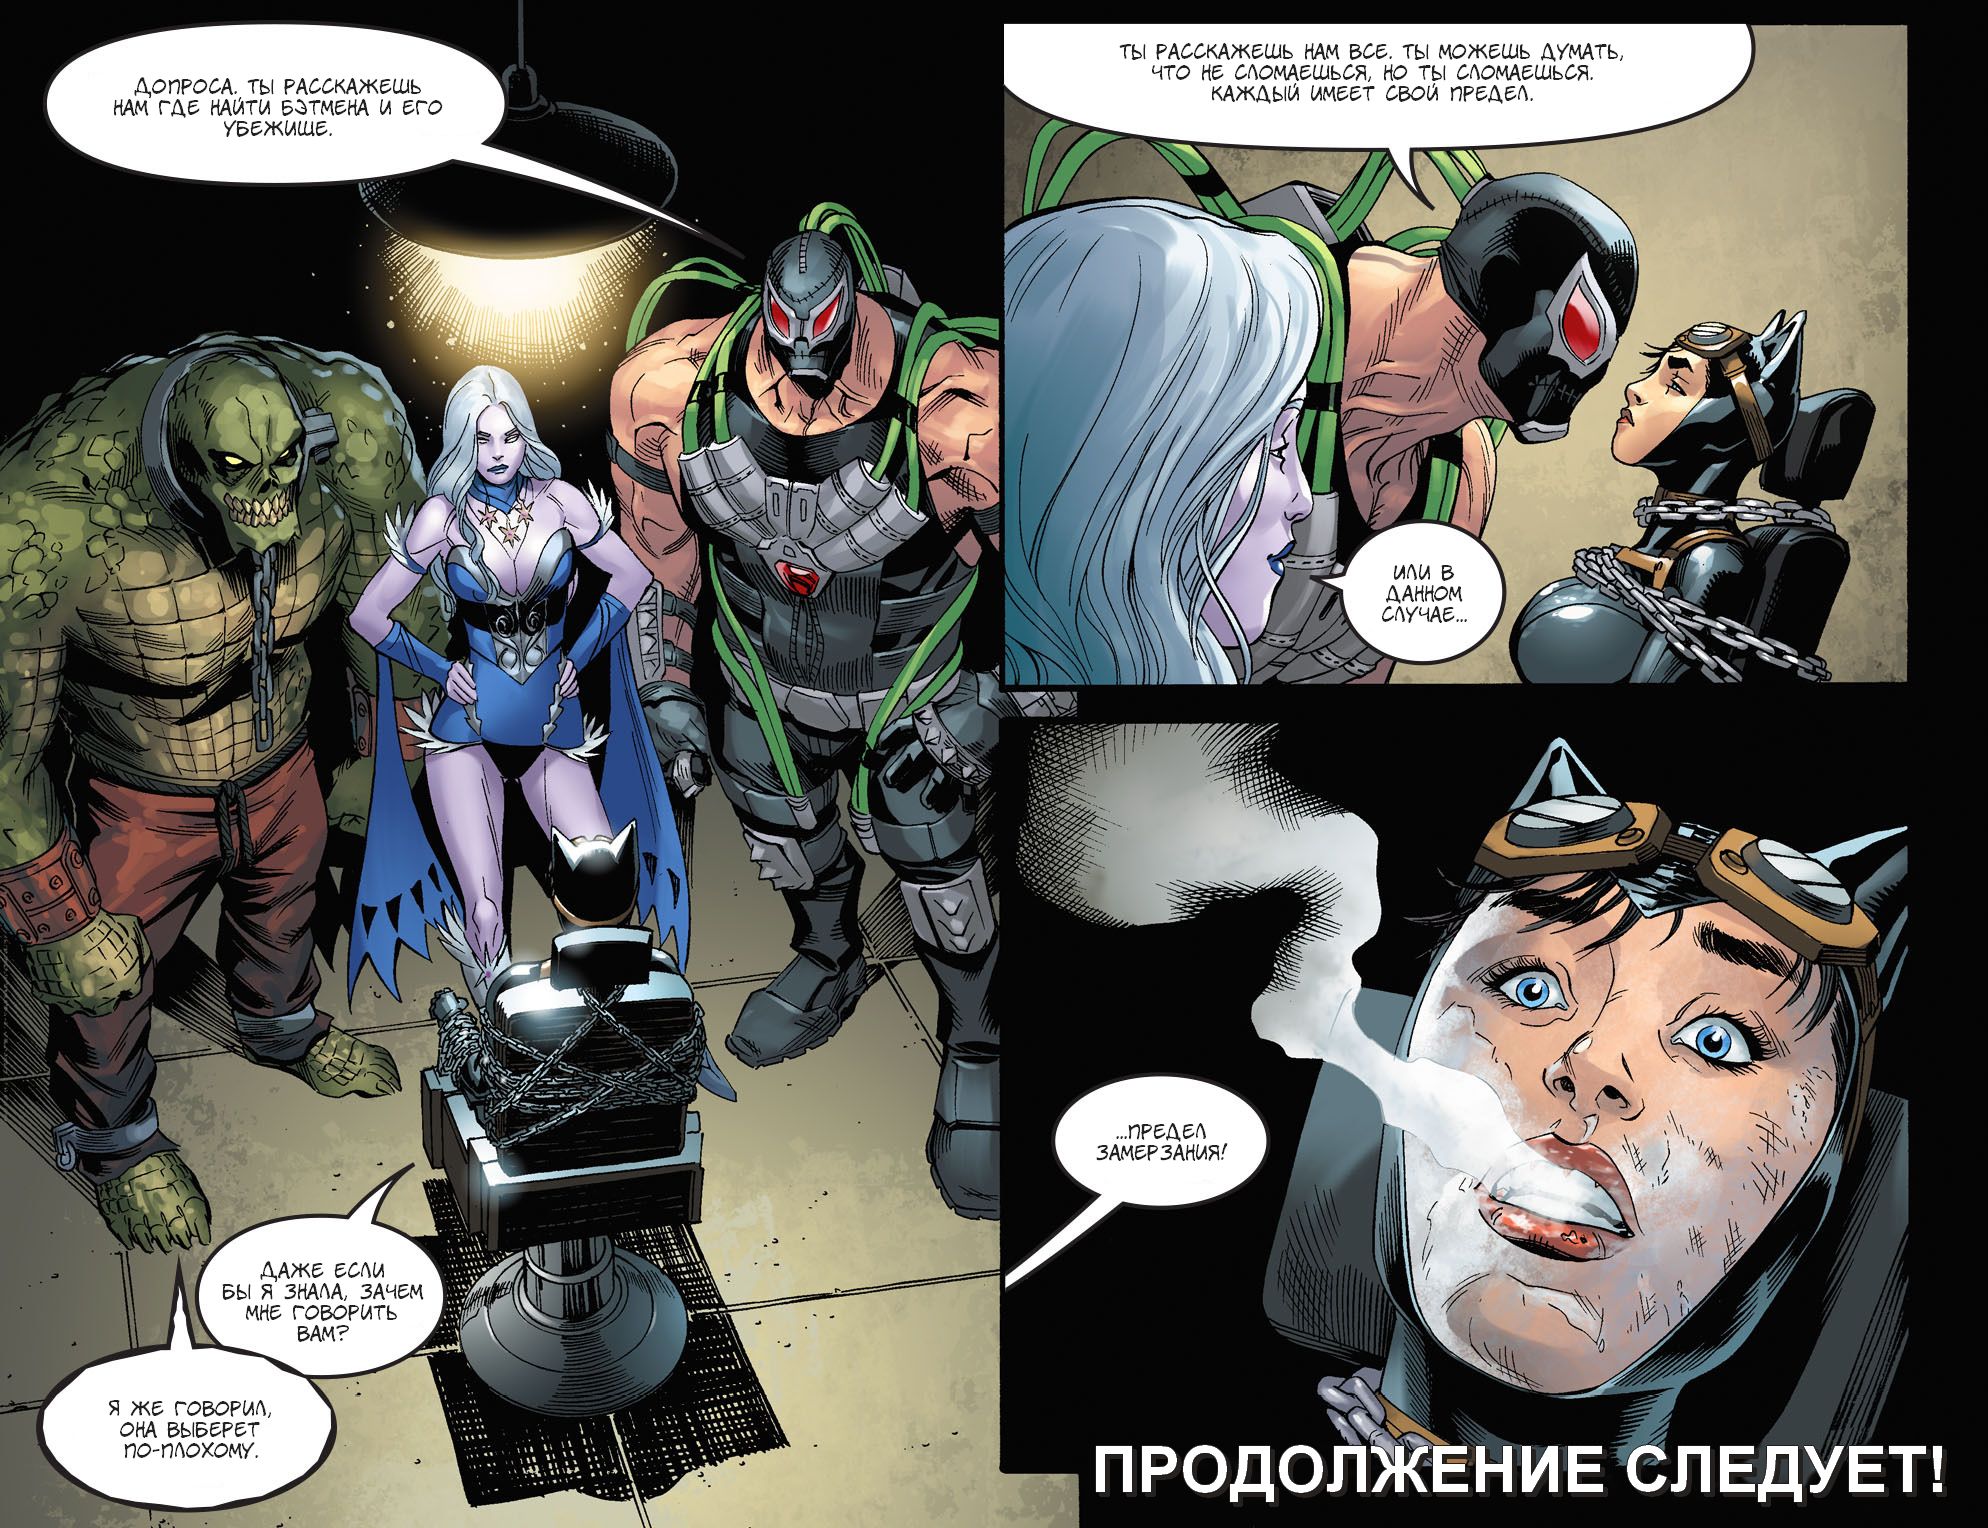 ДОПРОСА. ТЫ РАССКАЖЕШЬ
НАМ ГДЕ НАЙТИ БЭТМЕНА И ЕГО
УБЕЖИЩЕ.
ДАЖЕ ЕСЛИ
БЫ Я ЗНАЛА, ЗАЧЕМ
МНЕ ГОВОРИТЬ
ВАМ?
Я ЖЕ ГОВОРИЛ,
ОНА ВЫБЕРЕТ
ПО-ПЛОХОМУ.
ТЫ РАССКАЖЕШЬ НАМ ВСЕ. ТЫ МОЖЕШЬ ДУМАТЬ,
ЧТО НЕ СЛОМАЕШЬСЯ, НО ТЫ СЛОМАЕШЬСЯ.
КАЖДЫЙ ИМЕЕТ СВОЙ ПРЕДЕЛ.
ИЛИ В
ДАННОМ
СЛУЧАЕ...
...ПРЕДЕЛ
ЗАМЕРЗАНИЯ!
ПРОДОЛЖЕНИЕ СЛЕДУЕТ!